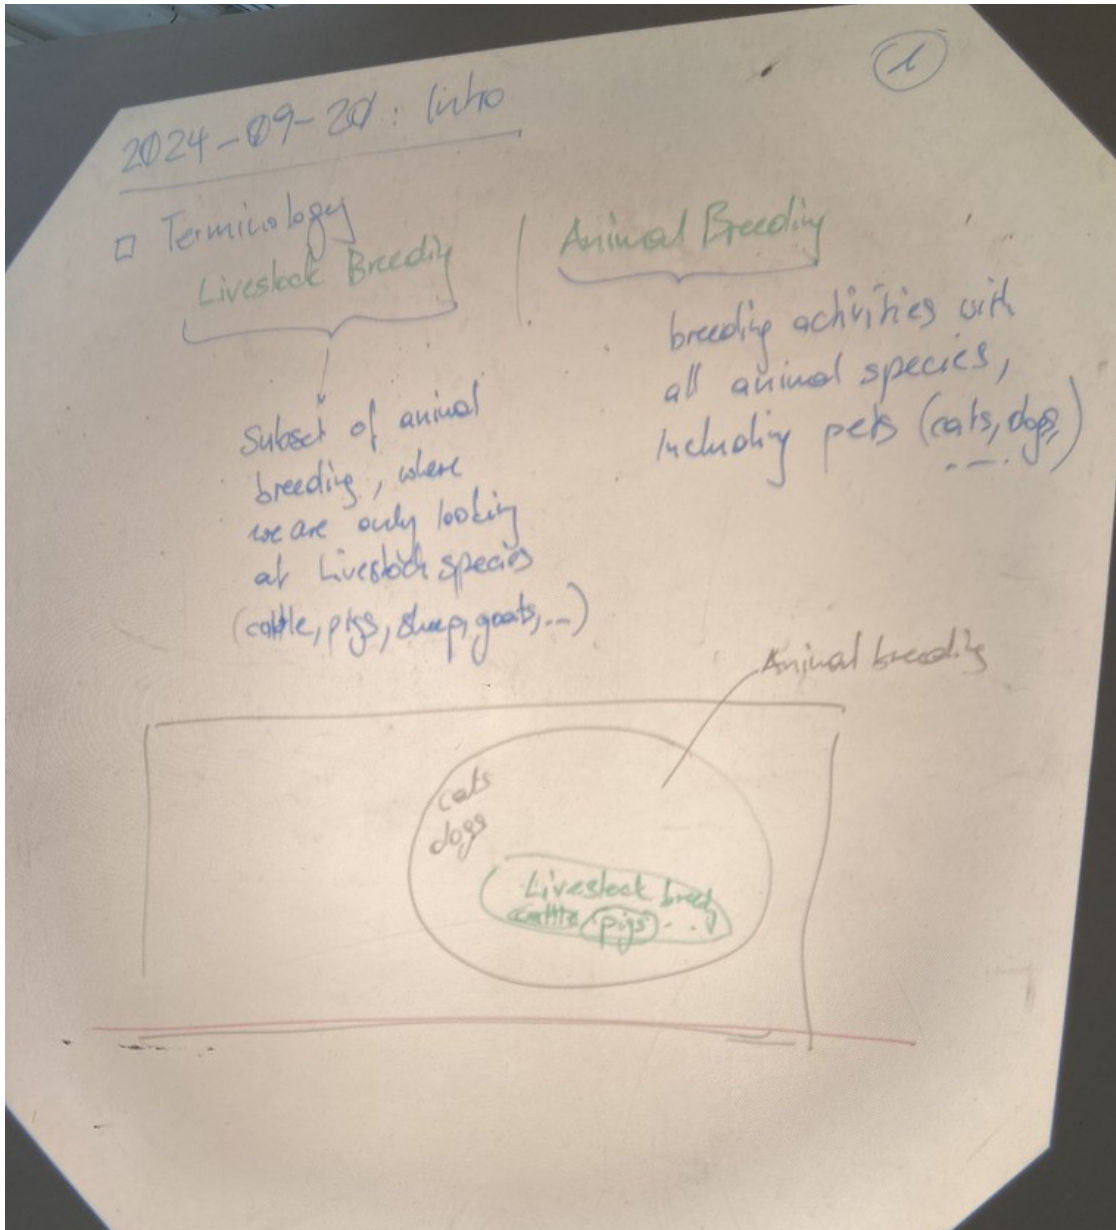 1
2024-09-20: Intro
□ Terminology
Livestock Breeding | Animal Breeding
Subset of animal
breeding, where
we are only looking
at Livestock species
(cattle, pigs, sheep, goats, ...)
breeding activities with
all animal species,
Including pets (cats, dogs,
...)
Animal breeding
cats
dogs
Livestock breedg
cattle pigs ...